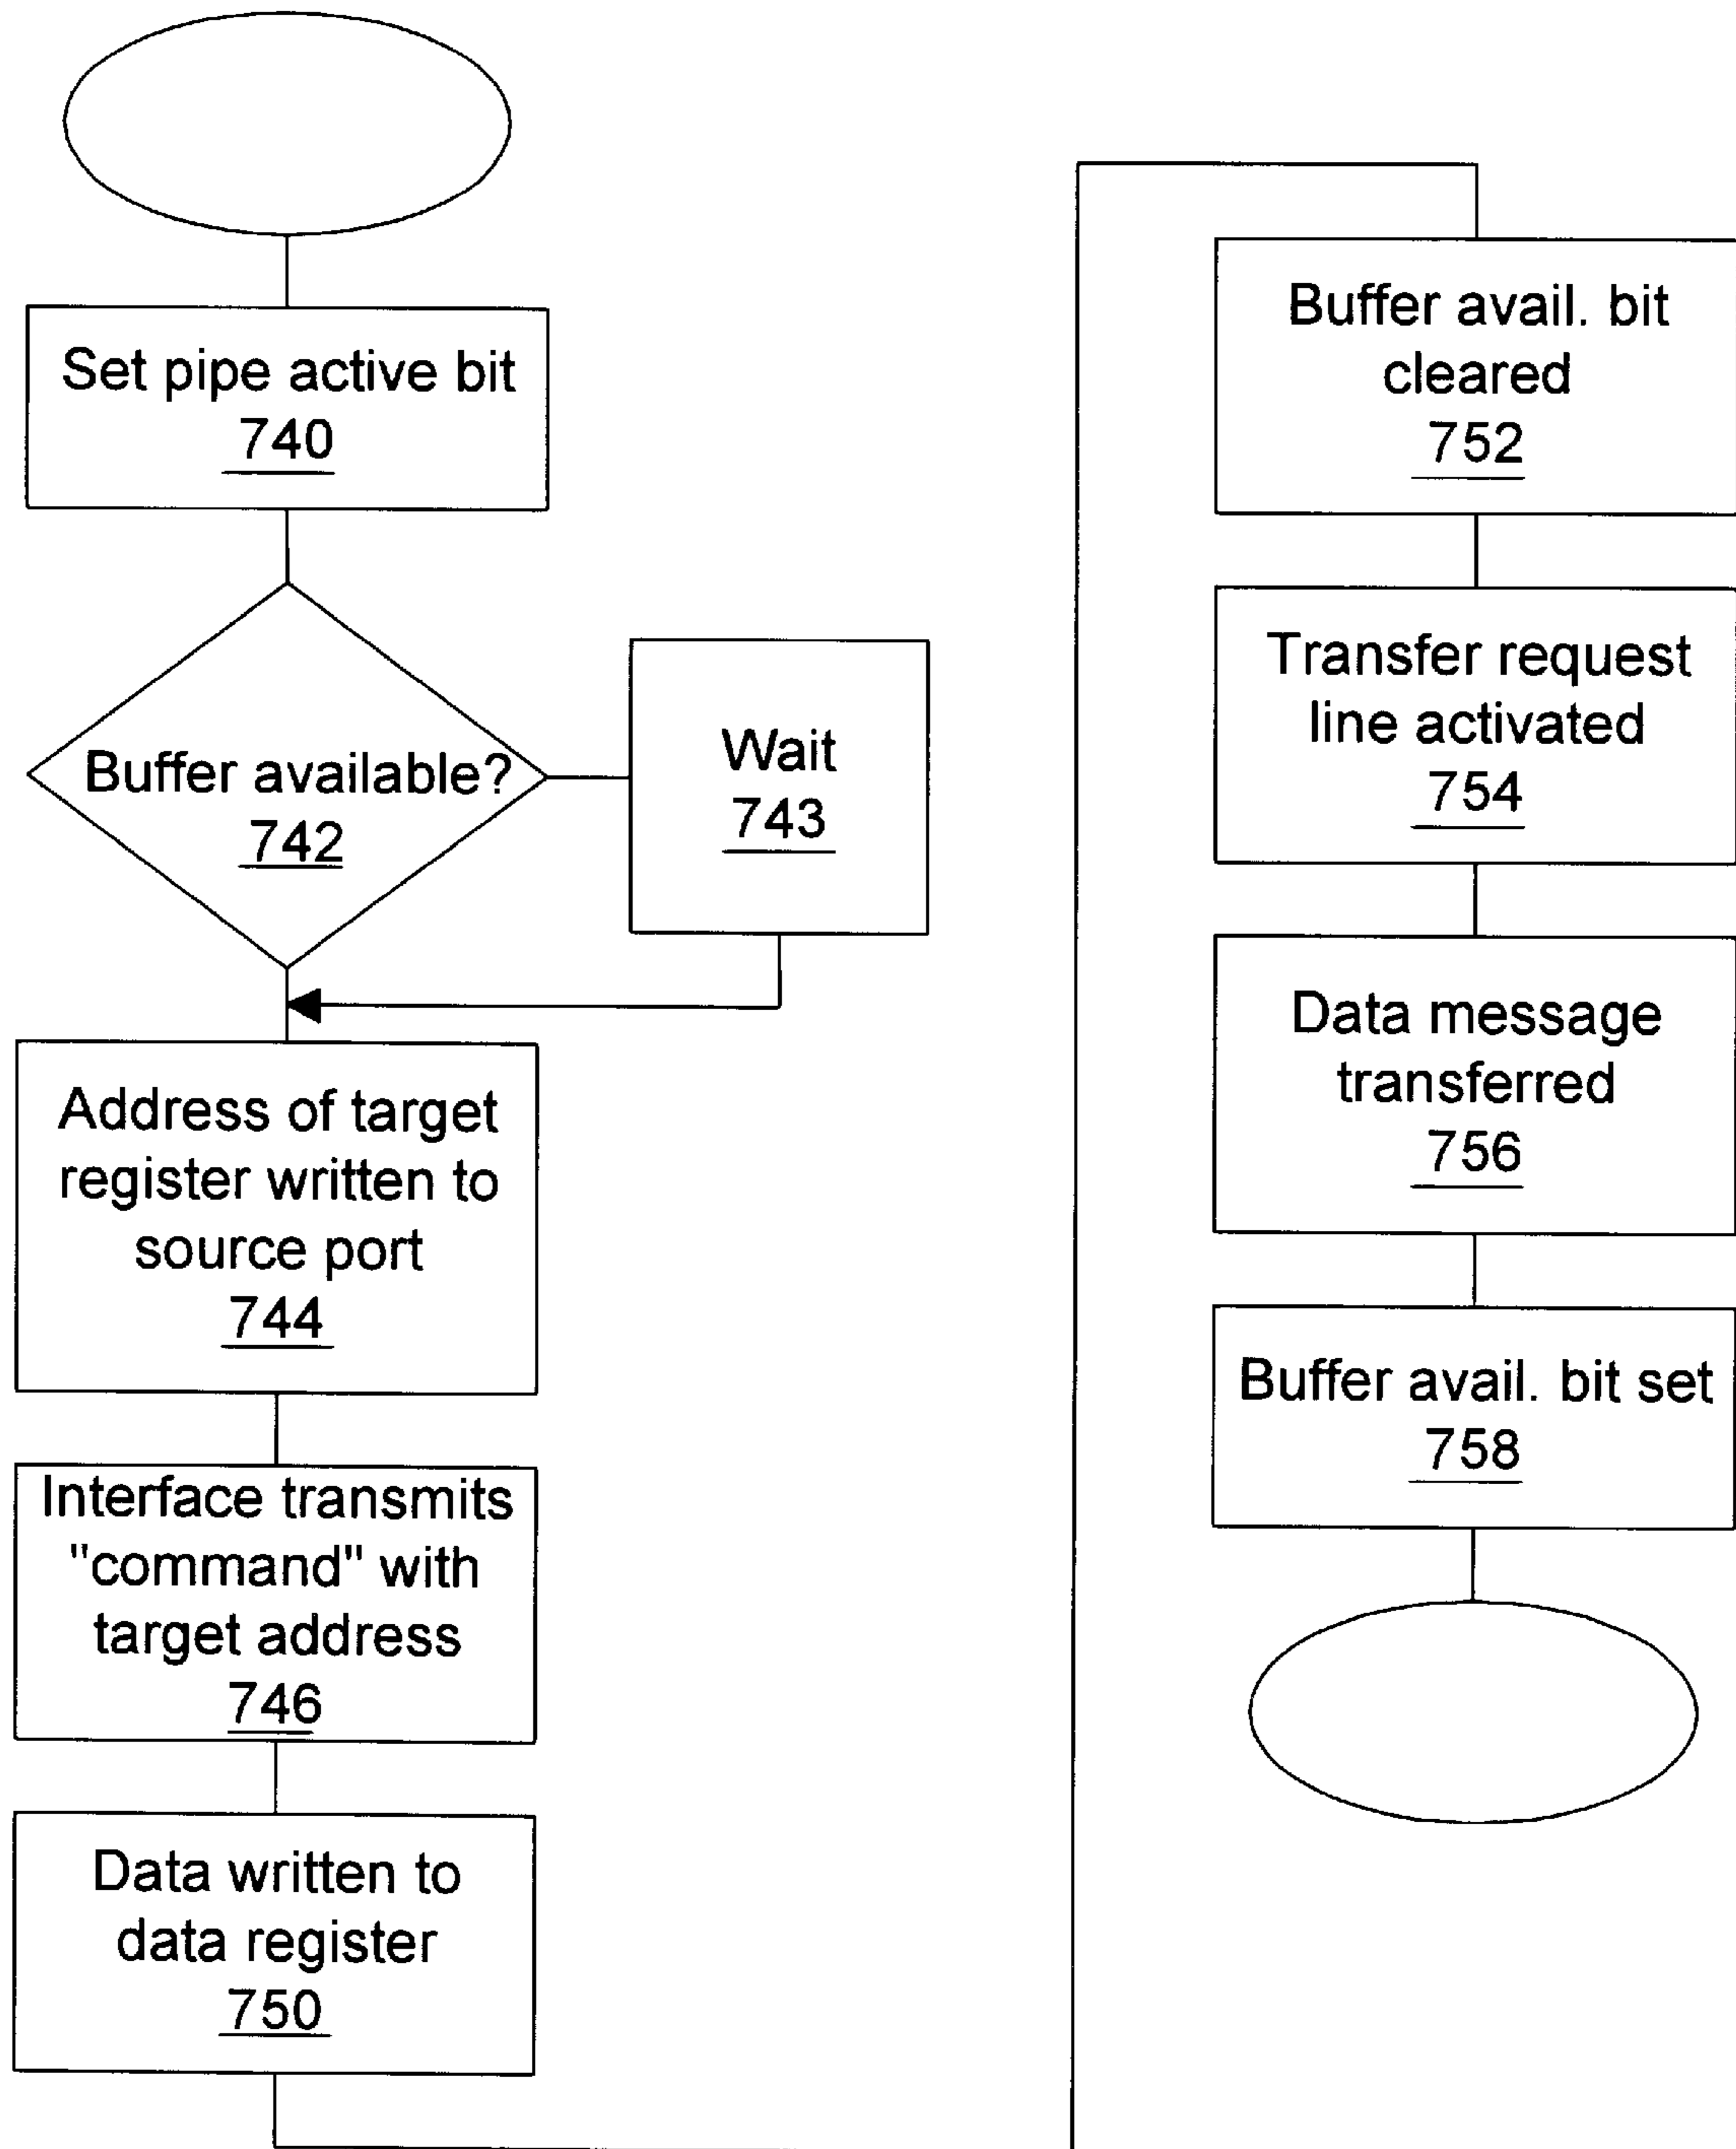 Set pipe active bit
740
Buffer available?
742
Wait
743
Address of target
register written to
source port
744
Interface transmits
"command" with
target address
746
Data written to
data register
750
Buffer avail. bit
cleared
752
Transfer request
line activated
754
Data message
transferred
756
Buffer avail. bit set
758